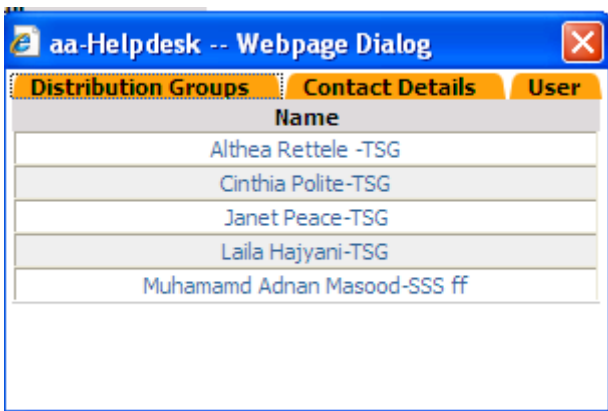 aa-Helpdesk -- Webpage Dialog
Distribution Groups Contact Details User
Name
Althea Rettele -TSG
Cinthia Polite-TSG
Janet Peace-TSG
Laila Hajyani-TSG
Muhamamd Adnan Masood-SSS ff